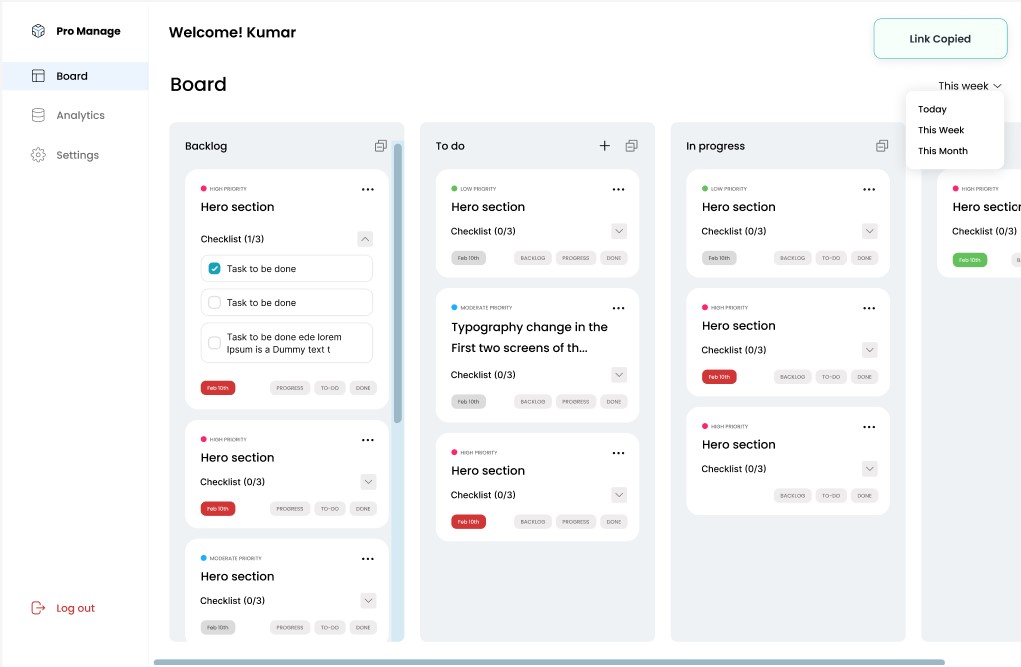 Pro Manage
Board
Analytics
Settings
Log out
Welcome! Kumar
Link Copied
Board
This week
Today
This Week
This Month
Backlog
HIGH PRIORITY
Hero section
Checklist (1/3)
Task to be done
Task to be done
Task to be done ede lorem
Ipsum is a Dummy text t
Feb 10th PROGRESS TO-DO DONE
HIGH PRIORITY
Hero section
Checklist (0/3)
Feb 10th PROGRESS TO-DO DONE
MODERATE PRIORITY
Hero section
Checklist (0/3)
Feb 10th PROGRESS TO-DO DONE
To do
LOW PRIORITY
Hero section
Checklist (0/3)
Feb 10th BACKLOG PROGRESS DONE
MODERATE PRIORITY
Typography change in the
First two screens of th...
Checklist (0/3)
Feb 10th BACKLOG PROGRESS DONE
HIGH PRIORITY
Hero section
Checklist (0/3)
Feb 10th BACKLOG PROGRESS DONE
In progress
LOW PRIORITY
Hero section
Checklist (0/3)
Feb 10th BACKLOG TO-DO DONE
HIGH PRIORITY
Hero section
Checklist (0/3)
Feb 10th BACKLOG TO-DO DONE
HIGH PRIORITY
Hero section
Checklist (0/3)
BACKLOG TO-DO DONE
HIGH PRIORITY
Hero section
Checklist (0/3)
Feb 10th